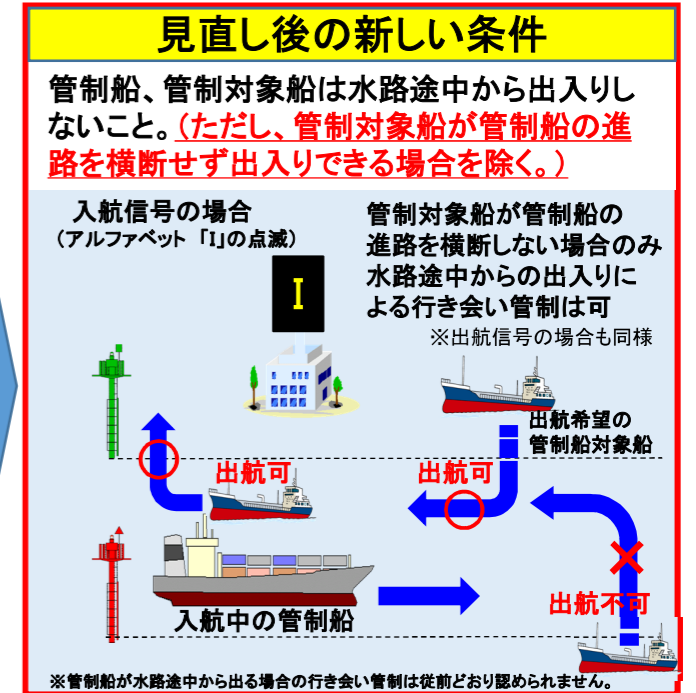 見直し後の新しい条件
管制船、管制対象船は水路途中から出入りし
ないこと。(ただし、管制対象船が管制船の進
路を横断せず出入りできる場合を除く。)
入航信号の場合
(アルファベット 「I」の点滅)
I
管制対象船が管制船の
進路を横断しない場合のみ
水路途中からの出入りに
よる行き会い管制は可
※出航信号の場合も同様
出航希望の
管制船対象船
出航可
出航可
出航不可
入航中の管制船
※管制船が水路途中から出る場合の行き会い管制は従前どおり認められません。